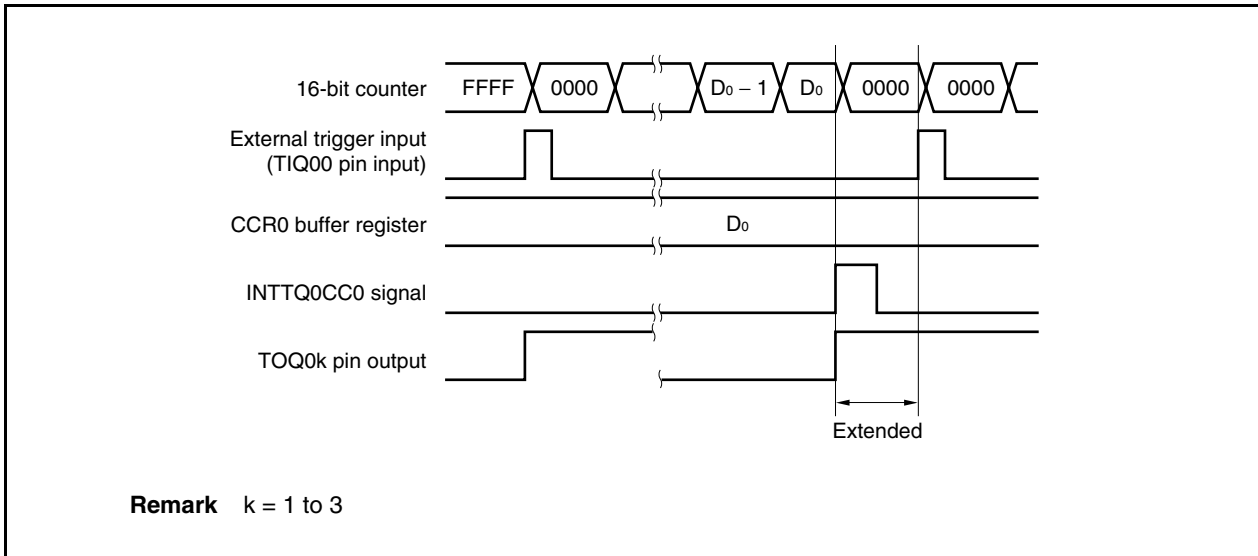 16-bit counter FFFF 0000 D0 – 1 D0 0000 0000
External trigger input
(TIQ00 pin input)
CCR0 buffer register D0
INTTQ0CC0 signal
TOQ0k pin output
Extended
Remark k = 1 to 3